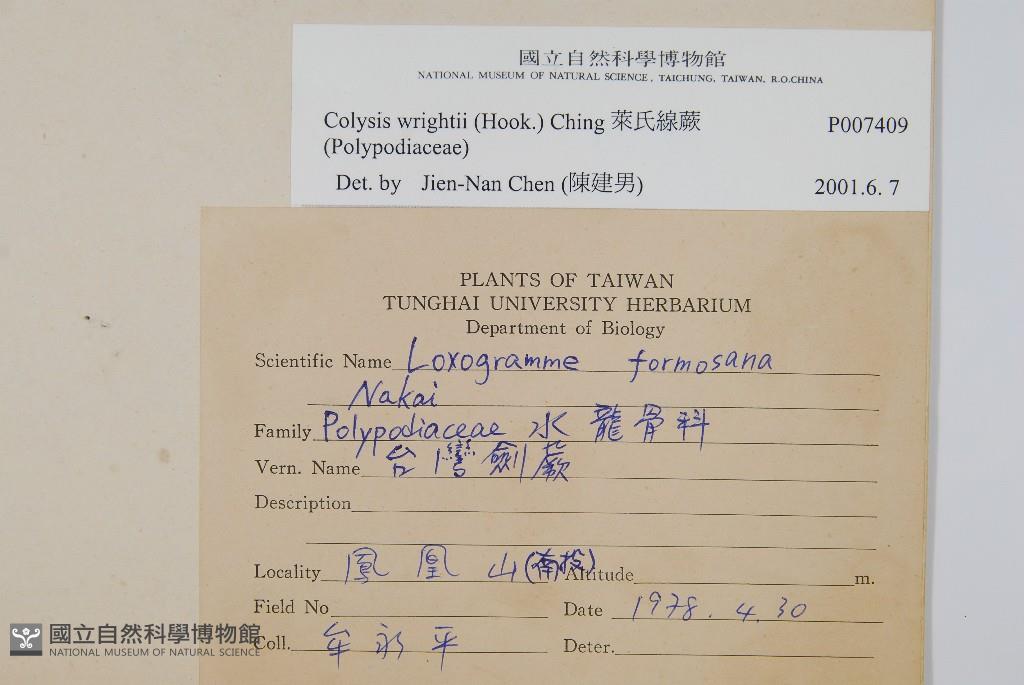 國立自然科學博物館
NATIONAL MUSEUM OF NATURAL SCIENCE, TAICHUNG, TAIWAN, R.O.CHINA
Colysis wrightii (Hook.) Ching 萊氏線蕨 P007409
(Polypodiaceae)
Det. by Jien-Nan Chen (陳建男) 2001.6. 7
PLANTS OF TAIWAN
TUNGHAI UNIVERSITY HERBARIUM
Department of Biology
Scientific Name Loxogramme formosana
Nakai
Family Polypodiaceae 水龍骨科
Vern. Name 台灣劍蕨
Description
Locality 鳳凰山(南投) Altitude m.
Field No Date 1978.4.30
Coll. 牟永平 Deter.
國立自然科學博物館
NATIONAL MUSEUM OF NATURAL SCIENCE